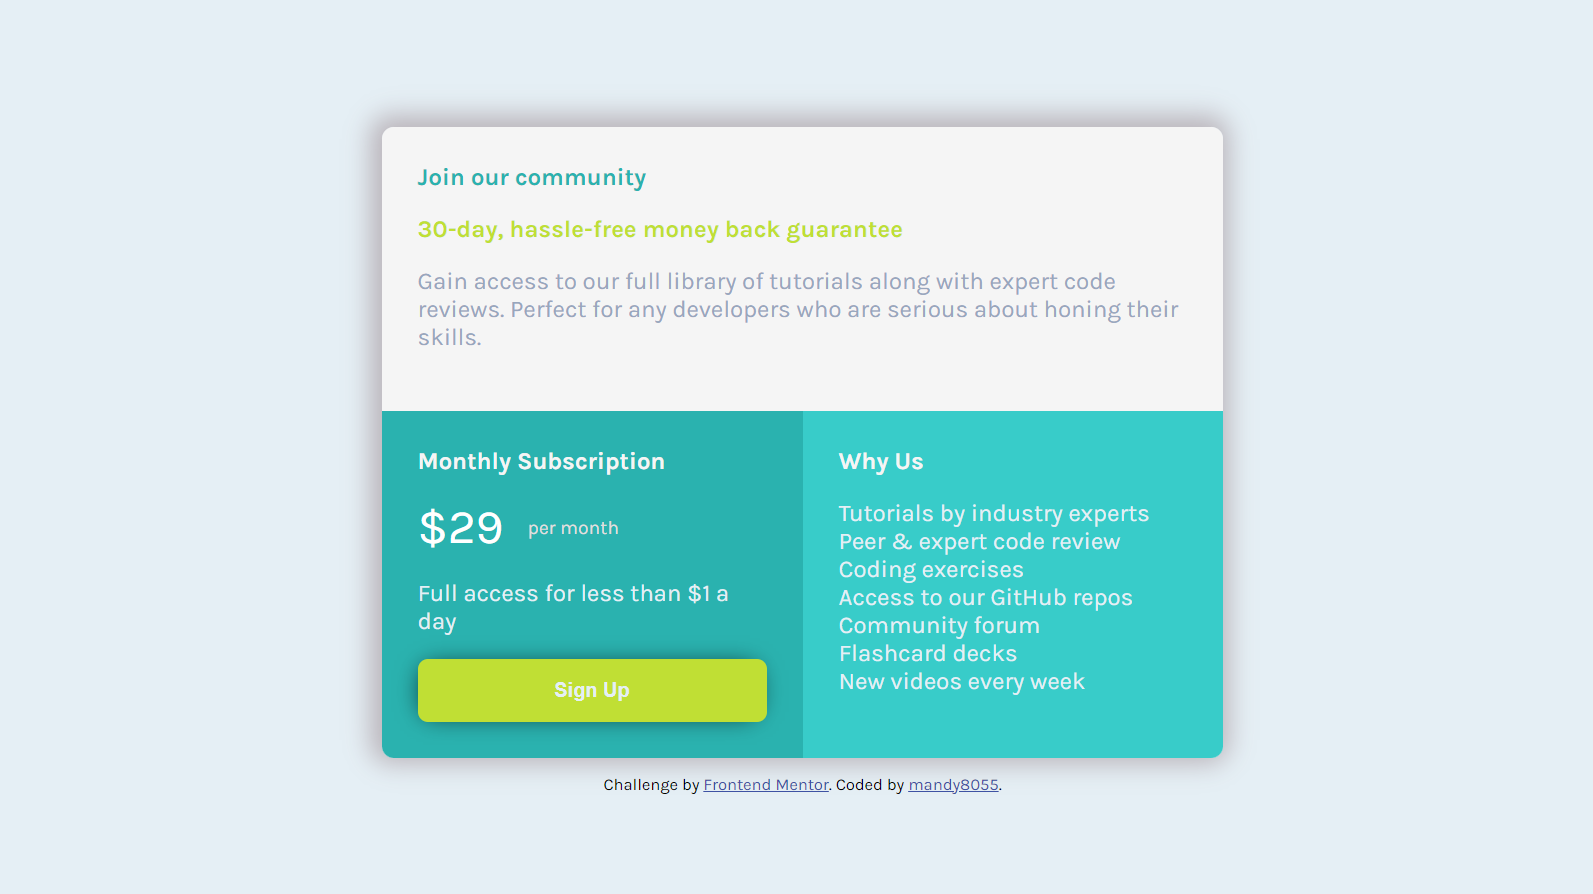 Join our community
30-day, hassle-free money back guarantee
Gain access to our full library of tutorials along with expert code
reviews. Perfect for any developers who are serious about honing their
skills.
Monthly Subscription
$29 per month
Full access for less than $1 a
day
Sign Up
Why Us
Tutorials by industry experts
Peer & expert code review
Coding exercises
Access to our GitHub repos
Community forum
Flashcard decks
New videos every week
Challenge by Frontend Mentor. Coded by mandy8055.